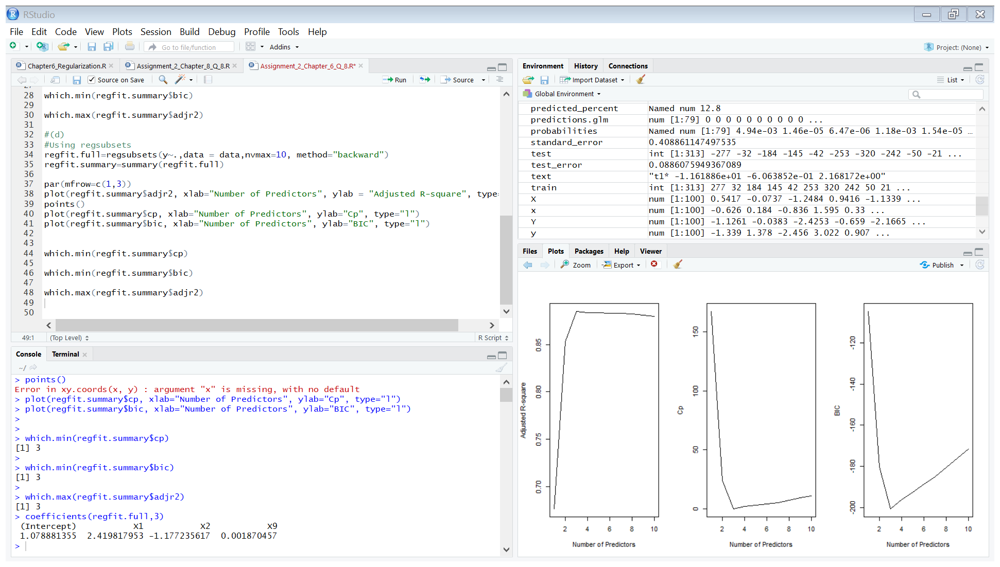 RStudio
File Edit Code View Plots Session Build Debug Profile Tools Help
Go to file/function Addins Project: (None)
Chapter6_Regularization.R Assignment_2_Chapter_8_Q_8.R Assignment_2_Chapter_6_Q_8.R*
Source on Save Run Source
28 which.min(regfit.summary$bic)
29
30 which.max(regfit.summary$adjr2)
31
32 #(d)
33 #Using regsubsets
34 regfit.full=regsubsets(y~.,data = data,nvmax=10, method="backward")
35 regfit.summary=summary(regfit.full)
36
37 par(mfrow=c(1,3))
38 plot(regfit.summary$adjr2, xlab="Number of Predictors", ylab = "Adjusted R-square", type=
39 points()
40 plot(regfit.summary$cp, xlab="Number of Predictors", ylab="Cp", type="l")
41 plot(regfit.summary$bic, xlab="Number of Predictors", ylab="BIC", type="l")
42
43
44 which.min(regfit.summary$cp)
45
46 which.min(regfit.summary$bic)
47
48 which.max(regfit.summary$adjr2)
49
50
49:1 (Top Level) R Script
Console Terminal
~/
> points()
Error in xy.coords(x, y) : argument "x" is missing, with no default
> plot(regfit.summary$cp, xlab="Number of Predictors", ylab="Cp", type="l")
> plot(regfit.summary$bic, xlab="Number of Predictors", ylab="BIC", type="l")
>
>
> which.min(regfit.summary$cp)
[1] 3
>
> which.min(regfit.summary$bic)
[1] 3
>
> which.max(regfit.summary$adjr2)
[1] 3
> coefficients(regfit.full,3)
(Intercept) X1 X2 X9
1.078881355 2.419817953 -1.177235617 0.001870457
>
Environment History Connections
Import Dataset List
Global Environment
predicted_percent Named num 12.8
predictions.glm num [1:79] 0 0 0 0 0 0 0 0 0 0 ...
probabilities Named num [1:79] 4.94e-03 1.46e-05 6.47e-06 1.18e-03 1.54e-05 …
standard_error 0.408861147497535
test int [1:313] -277 -32 -184 -145 -42 -253 -320 -242 -50 -21 ...
test_error 0.0886075949367089
text "t1* -1.161886e+01 -6.063852e-01 2.168172e+00"
train int [1:313] 277 32 184 145 42 253 320 242 50 21 ...
X num [1:100] 0.5417 -0.0737 -1.2484 0.9416 -1.1339 ...
x num [1:100] -0.626 0.184 -0.836 1.595 0.33 ...
Y num [1:100] -1.1261 -0.0383 -2.4253 -0.659 -2.1665 ...
y num [1:100] -1.339 1.378 -2.456 3.022 0.907 ...
Files Plots Packages Help Viewer
Zoom Export Publish
Adjusted R-square
0.70 0.75 0.80 0.85
2 4 6 8 10
Number of Predictors
Cp
0 50 100 150
2 4 6 8 10
Number of Predictors
BIC
-200 -180 -160 -140 -120
2 4 6 8 10
Number of Predictors